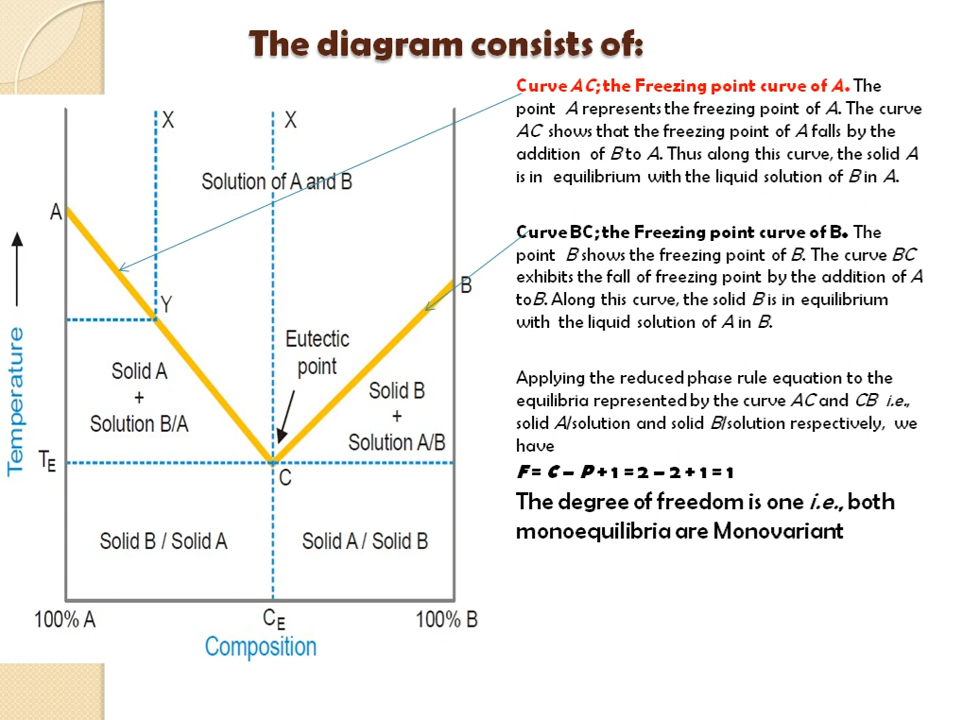 The diagram consists of:
Curve AC; the Freezing point curve of A. The
point A represents the freezing point of A. The curve
AC shows that the freezing point of A falls by the
addition of B to A. Thus along this curve, the solid A
is in equilibrium with the liquid solution of B in A.
Curve BC; the Freezing point curve of B. The
point B shows the freezing point of B. The curve BC
exhibits the fall of freezing point by the addition of A
to B. Along this curve, the solid B is in equilibrium
with the liquid solution of A in B.
Applying the reduced phase rule equation to the
equilibria represented by the curve AC and CB i.e.,
solid A/solution and solid B/solution respectively, we
have
F = C – P + 1 = 2 – 2 + 1 = 1
The degree of freedom is one i.e., both
monoequilibria are Monovariant
X
X
Solution of A and B
A
B
Y
Eutectic
point
Solid A
+
Solution B/A
Solid B
+
Solution A/B
Temperature
TE
C
Solid B / Solid A
Solid A / Solid B
100% A
CE
100% B
Composition